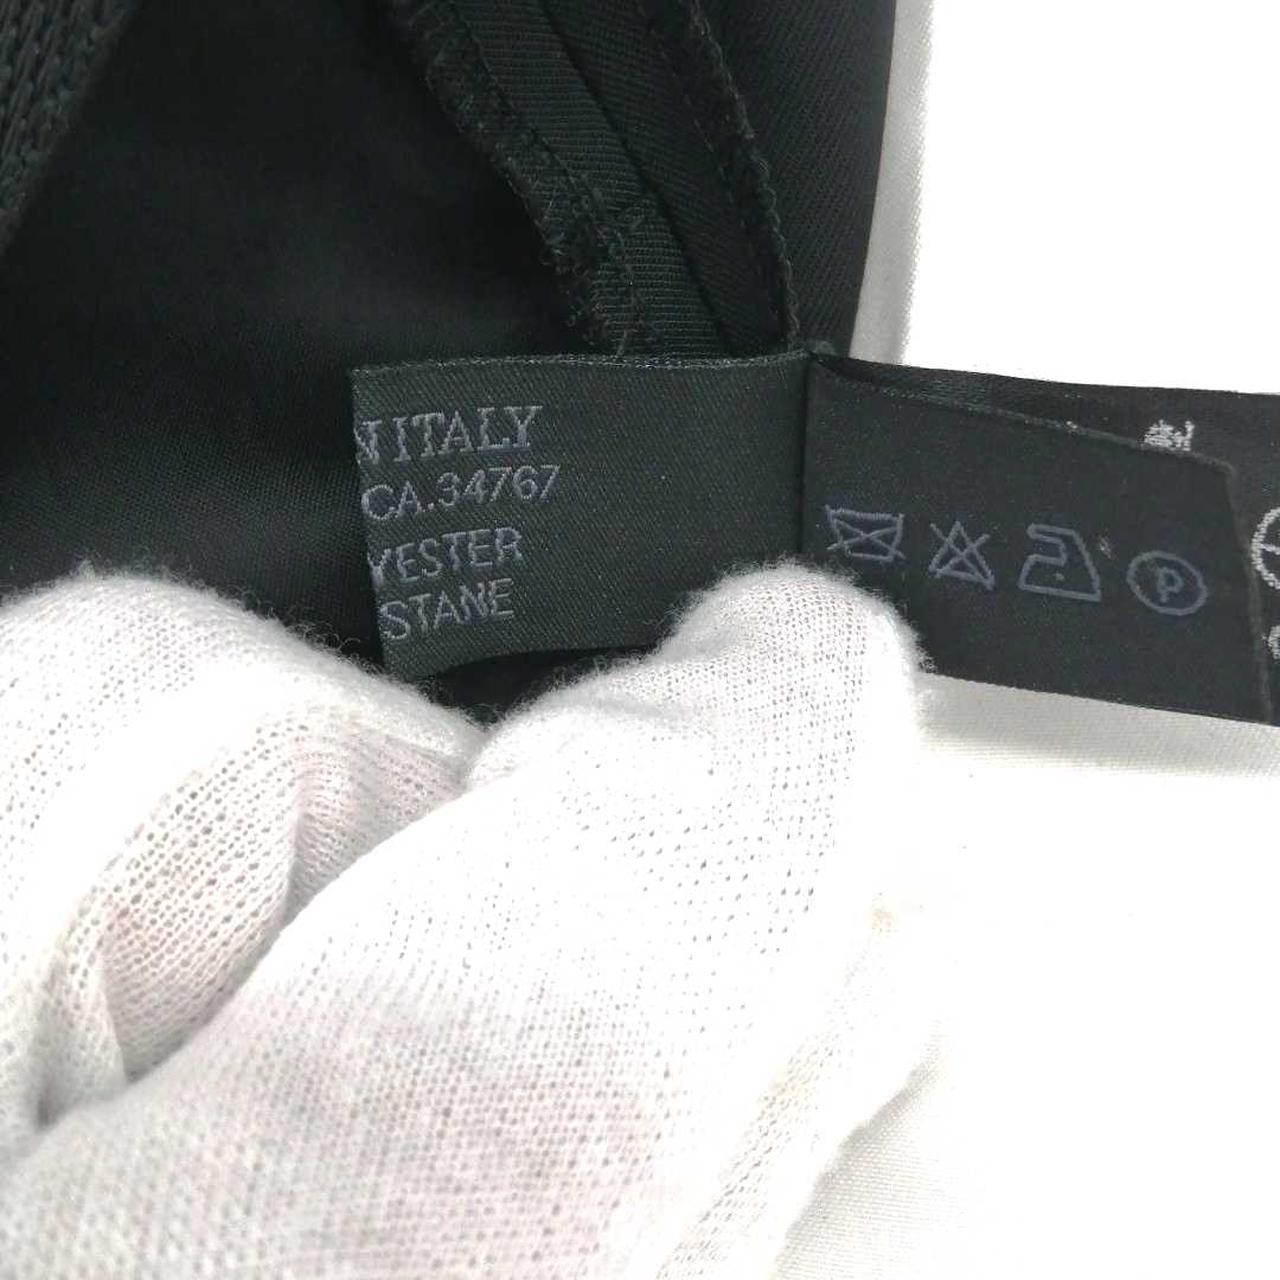 N ITALY
CA.34767
YESTER
STANE
P